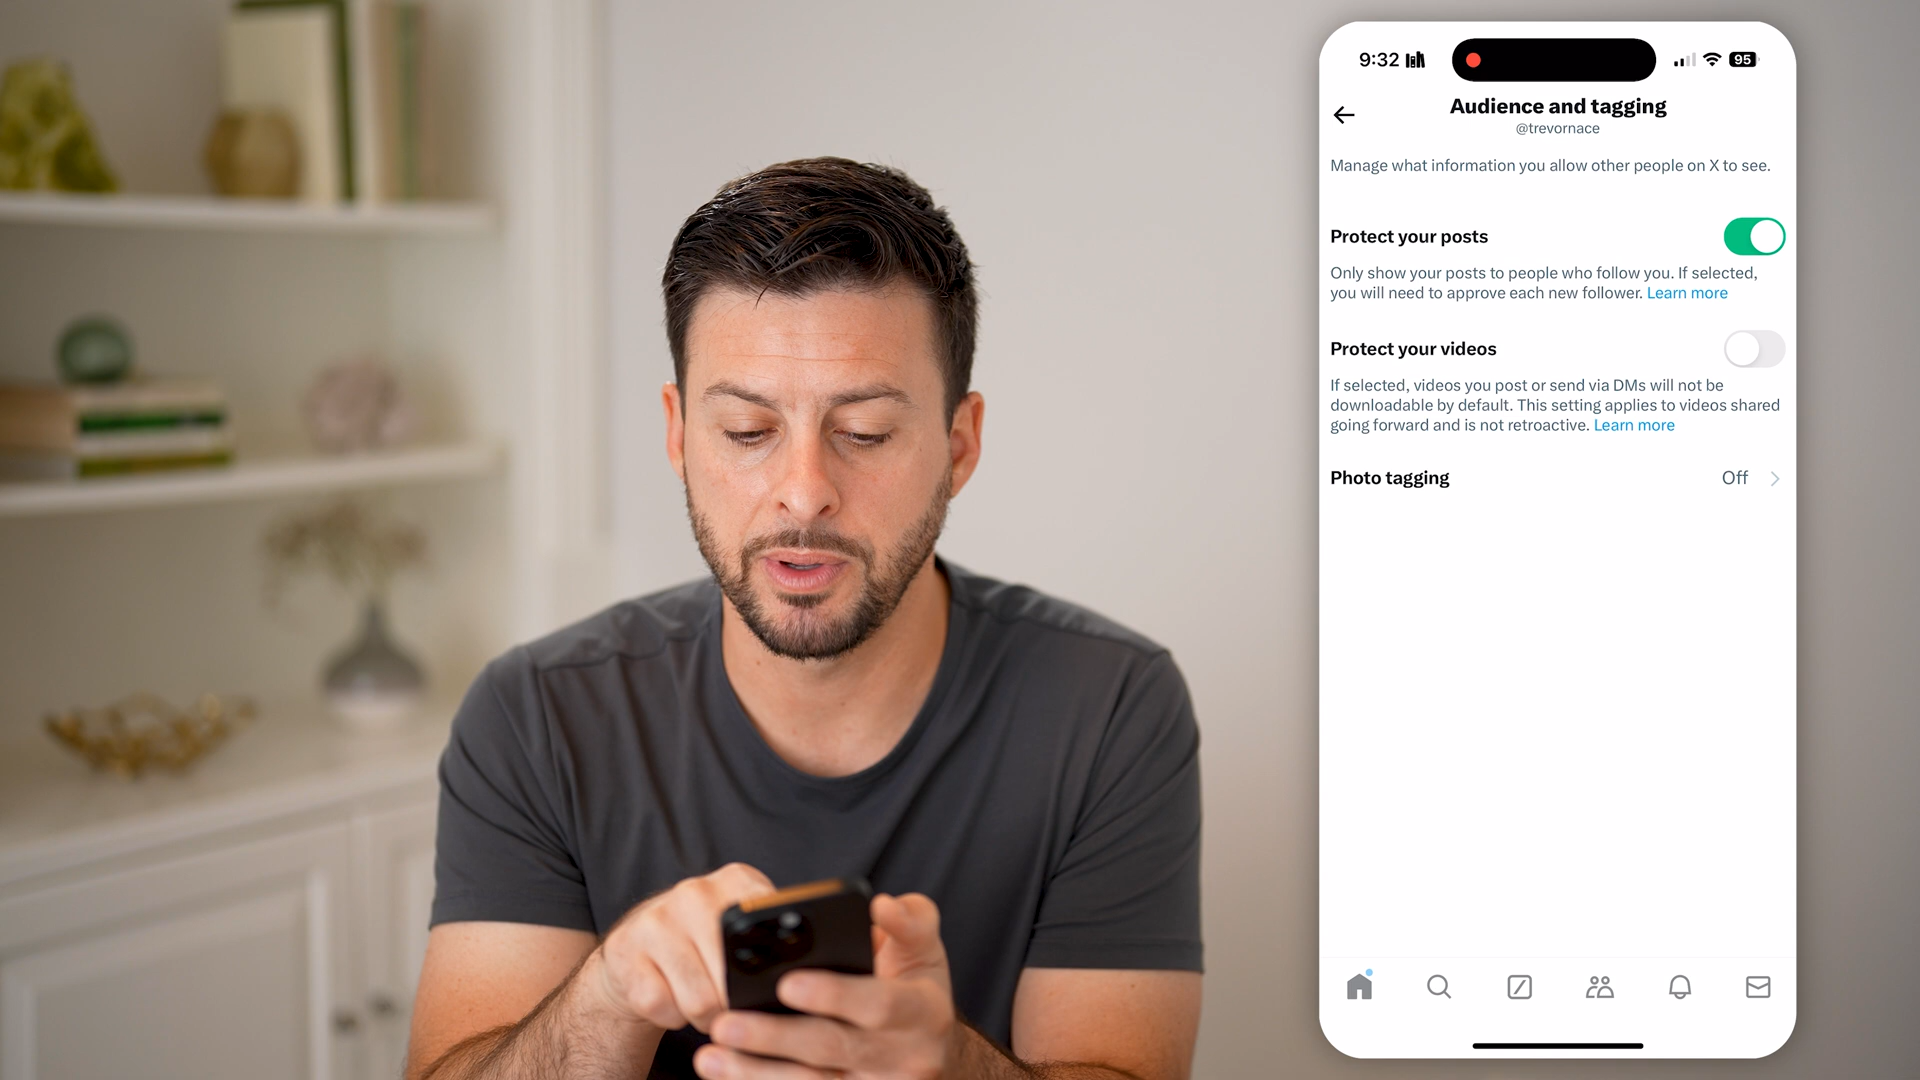 9:32
95
Audience and tagging
@trevornace
Manage what information you allow other people on X to see.
Protect your posts
Only show your posts to people who follow you. If selected,
you will need to approve each new follower. Learn more
Protect your videos
If selected, videos you post or send via DMs will not be
downloadable by default. This setting applies to videos shared
going forward and is not retroactive. Learn more
Photo tagging
Off